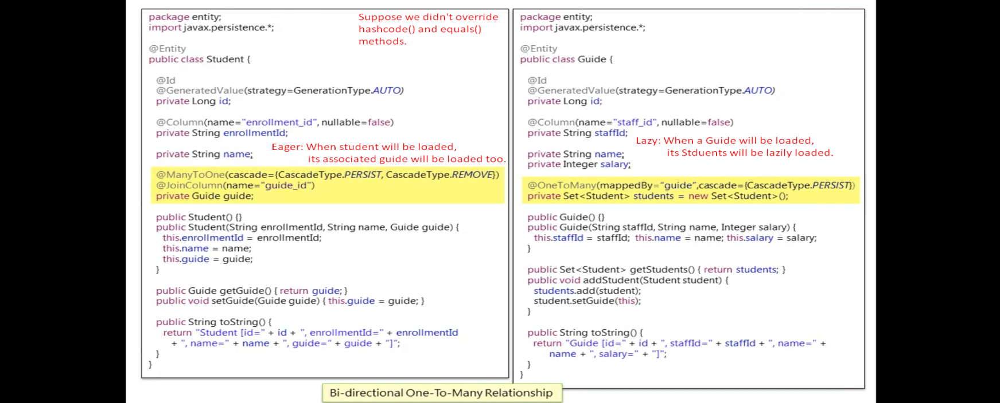 package entity;
import javax.persistence.*;
Suppose we didn't override
hashcode() and equals()
methods.
@Entity
public class Student {
@Id
@GeneratedValue(strategy=GenerationType.AUTO)
private Long id;
@Column(name="enrollment_id", nullable=false)
private String enrollmentId;
Eager: When student will be loaded,
its associated guide will be loaded too.
private String name;
@ManyToOne(cascade={CascadeType.PERSIST, CascadeType.REMOVE})
@JoinColumn(name="guide_id")
private Guide guide;
public Student() {}
public Student(String enrollmentId, String name, Guide guide) {
this.enrollmentId = enrollmentId;
this.name = name;
this.guide = guide;
}
public Guide getGuide() { return guide; }
public void setGuide(Guide guide) { this.guide = guide; }
public String toString() {
return "Student [id=" + id + ", enrollmentId=" + enrollmentId
+ ", name=" + name + ", guide=" + guide + "]";
}
}
package entity;
import javax.persistence.*;
@Entity
public class Guide {
@Id
@GeneratedValue(strategy=GenerationType.AUTO)
private Long id;
@Column(name="staff_id", nullable=false)
private String staffId;
Lazy: When a Guide will be loaded,
its Stduents will be lazily loaded.
private String name;
private Integer salary;
@OneToMany(mappedBy="guide",cascade={CascadeType.PERSIST})
private Set<Student> students = new Set<Student>();
public Guide() {}
public Guide(String staffId, String name, Integer salary) {
this.staffId = staffId; this.name = name; this.salary = salary;
}
public Set<Student> getStudents() { return students; }
public void addStudent(Student student) {
students.add(student);
student.setGuide(this);
}
public String toString() {
return "Guide [id=" + id + ", staffId=" + staffId + ", name=" +
name + ", salary=" + "]";
}
}
Bi-directional One-To-Many Relationship